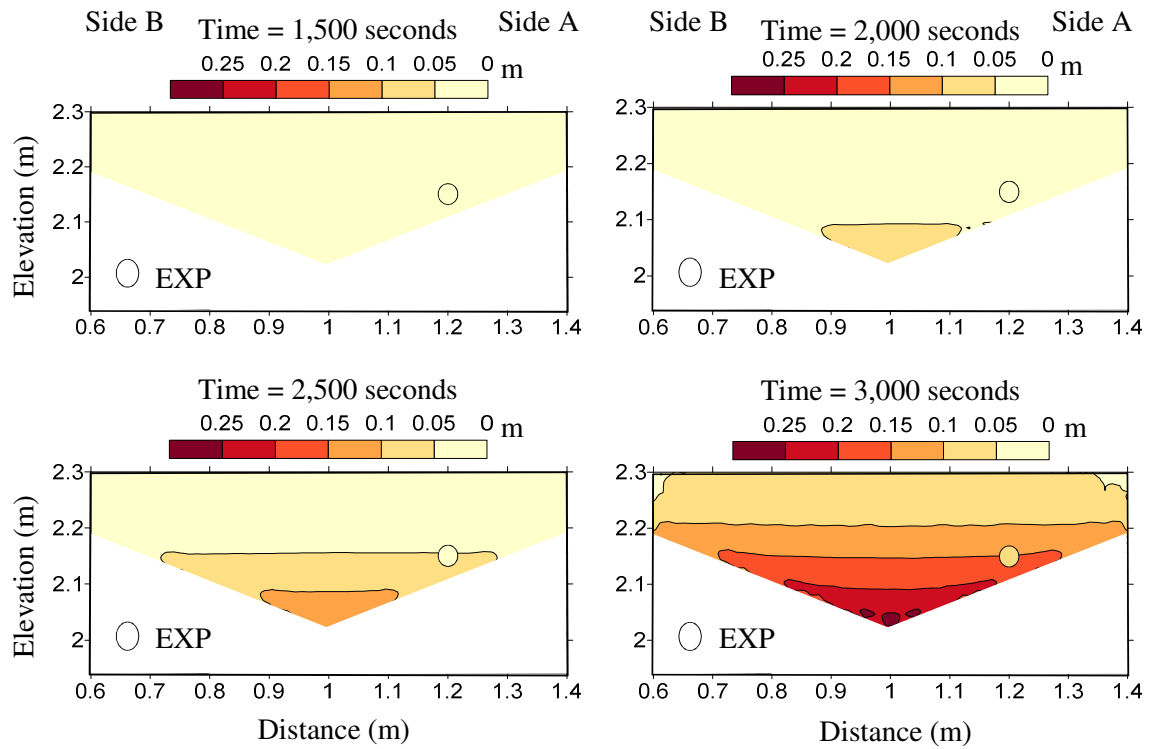 Side B Side A
Time = 1,500 seconds
0.25 0.2 0.15 0.1 0.05 0 m
2.3
2.2
2.1
2
Elevation (m)
EXP
0.6 0.7 0.8 0.9 1 1.1 1.2 1.3 1.4
Side B Side A
Time = 2,000 seconds
0.25 0.2 0.15 0.1 0.05 0 m
2.3
2.2
2.1
2
EXP
0.6 0.7 0.8 0.9 1 1.1 1.2 1.3 1.4
Time = 2,500 seconds
0.25 0.2 0.15 0.1 0.05 0 m
2.3
2.2
2.1
2
Elevation (m)
EXP
0.6 0.7 0.8 0.9 1 1.1 1.2 1.3 1.4
Distance (m)
Time = 3,000 seconds
0.25 0.2 0.15 0.1 0.05 0 m
2.3
2.2
2.1
2
EXP
0.6 0.7 0.8 0.9 1 1.1 1.2 1.3 1.4
Distance (m)